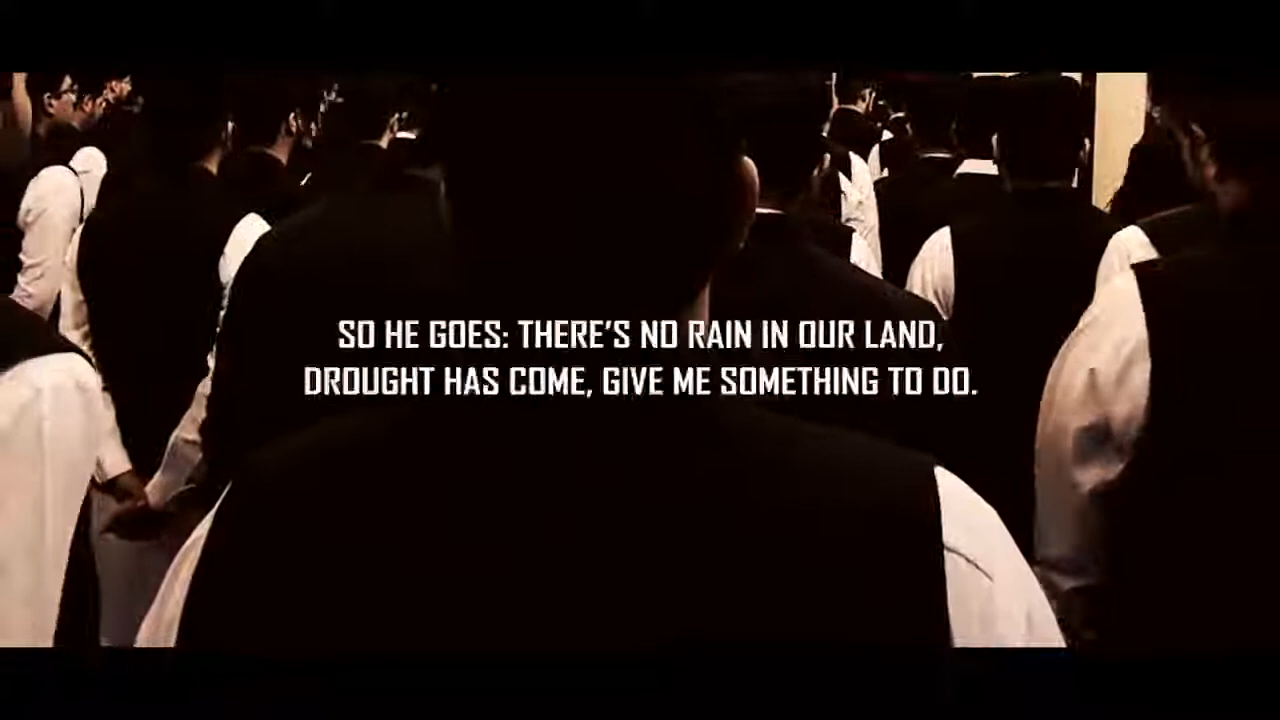 SO HE GOES: THERE'S NO RAIN IN OUR LAND,
DROUGHT HAS COME, GIVE ME SOMETHING TO DO.